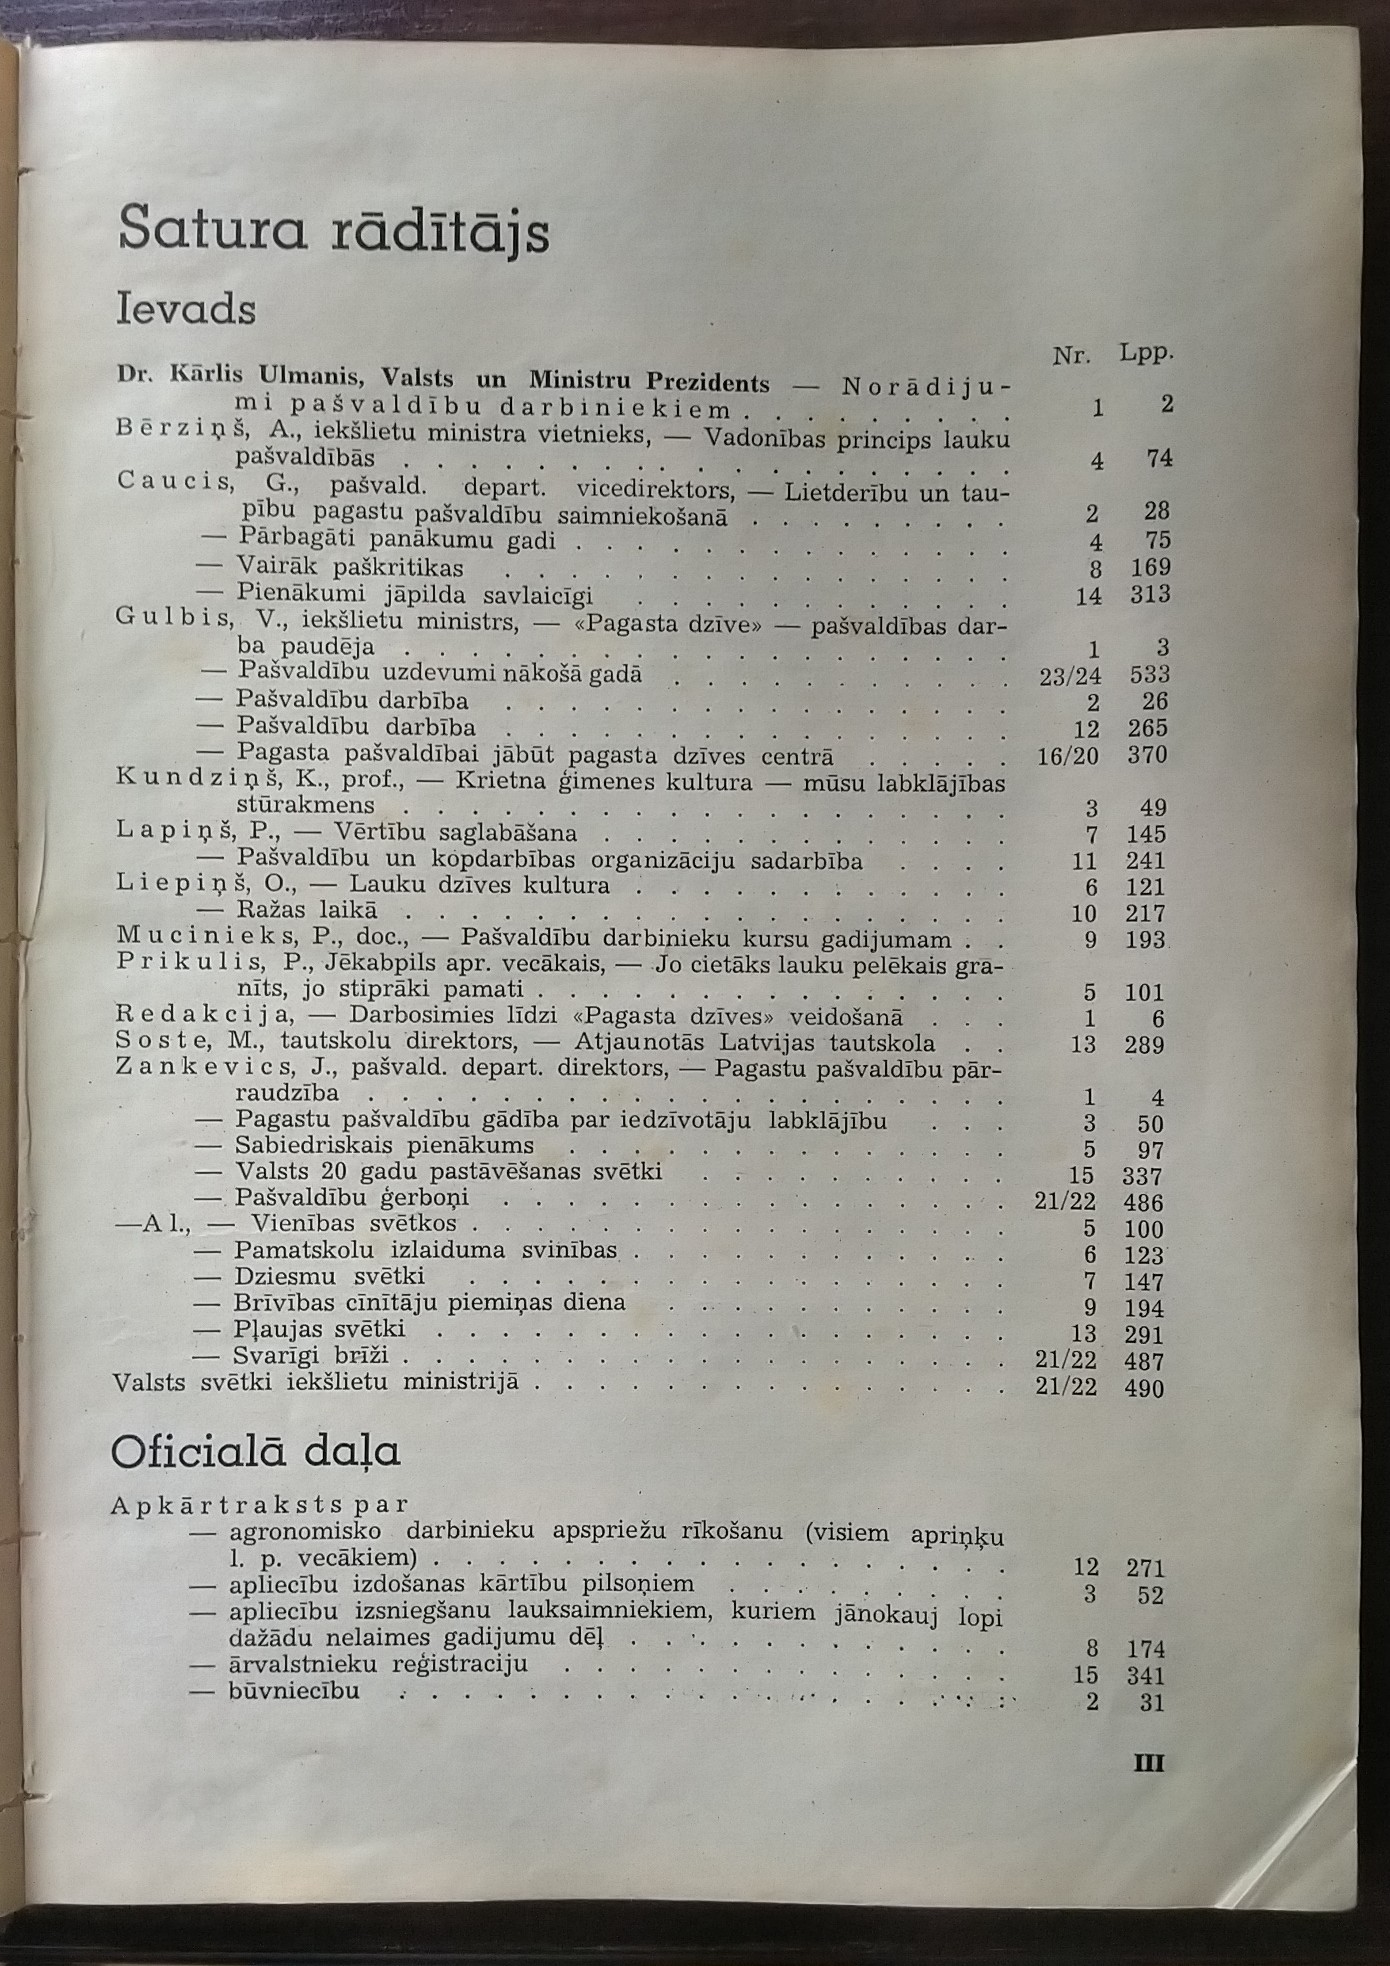 Satura rādītājs
Ievads
Nr. Lpp.
Dr. Kārlis Ulmanis, Valsts un Ministru Prezidents — Norādiju-
mi pašvaldību darbiniekiem . . . . . . . . . 1 2
Bērziņš, A., iekšlietu ministra vietnieks, — Vadonības princips lauku
pašvaldībās . . . . . . . . . . . . . . . . . 4 74
Caucis, G., pašvald. depart. vicedirektors, — Lietderību un tau-
pību pagastu pašvaldību saimniekošanā . . . . . . . . 2 28
— Pārbagāti panākumu gadi . . . . . . . . . . . . . 4 75
— Vairāk paškritikas . . . . . . . . . . . . . . . 8 169
— Pienākumi jāpilda savlaicīgi . . . . . . . . . . . . 14 313
Gulbis, V., iekšlietu ministrs, — «Pagasta dzīve» — pašvaldības dar-
ba paudēja . . . . . . . . . . . . . . . . . 1 3
— Pašvaldību uzdevumi nākošā gadā . . . . . . . . . . . 23/24 533
— Pašvaldību darbība . . . . . . . . . . . . . . . 2 26
— Pašvaldību darbība . . . . . . . . . . . . . . . 12 265
— Pagasta pašvaldībai jābūt pagasta dzīves centrā . . . . . 16/20 370
Kundziņš, K., prof., — Krietna ģimenes kultura — mūsu labklājības
stūrakmens . . . . . . . . . . . . . . . . . 3 49
Lapiņš, P., — Vērtību saglabāšana . . . . . . . . . . . . 7 145
— Pašvaldību un kopdarbības organizāciju sadarbība . . . . 11 241
Liepiņš, O., — Lauku dzīves kultura . . . . . . . . . . . . 6 121
— Ražas laikā . . . . . . . . . . . . . . . . . 10 217
Mucinieks, P., doc., — Pašvaldību darbinieku kursu gadijumam . . 9 193
Prikulis, P., Jēkabpils apr. vecākais, — Jo cietāks lauku pelēkais gra-
nīts, jo stiprāki pamati . . . . . . . . . . . . . . 5 101
Redakcija, — Darbosimies līdzi «Pagasta dzīves» veidošanā . . . 1 6
Soste, M., tautskolu direktors, — Atjaunotās Latvijas tautskola . . 13 289
Zankevics, J., pašvald. depart. direktors, — Pagastu pašvaldību pār-
raudzība . . . . . . . . . . . . . . . . . . 1 4
— Pagastu pašvaldību gādība par iedzīvotāju labklājību . . . 3 50
— Sabiedriskais pienākums . . . . . . . . . . . . . 5 97
— Valsts 20 gadu pastāvēšanas svētki . . . . . . . . . . 15 337
— Pašvaldību ģerboņi . . . . . . . . . . . . . . . 21/22 486
—Al., — Vienības svētkos . . . . . . . . . . . . . . . . 5 100
— Pamatskolu izlaiduma svinības . . . . . . . . . . . 6 123
— Dziesmu svētki . . . . . . . . . . . . . . . . 7 147
— Brīvības cīnītāju piemiņas diena . . . . . . . . . . . 9 194
— Pļaujas svētki . . . . . . . . . . . . . . . . . 13 291
— Svarīgi brīži . . . . . . . . . . . . . . . . . . 21/22 487
Valsts svētki iekšlietu ministrijā . . . . . . . . . . . . . . 21/22 490
Oficialā daļa
Apkārtraksts par
— agronomisko darbinieku apspriežu rīkošanu (visiem apriņķu
l. p. vecākiem) . . . . . . . . . . . . . . . . . 12 271
— apliecību izdošanas kārtību pilsoņiem . . . . . . . . 3 52
— apliecību izsniegšanu lauksaimniekiem, kuriem jānokauj lopi
dažādu nelaimes gadijumu dēļ . . . . . . . . . . . 8 174
— ārvalstnieku reģistraciju . . . . . . . . . . . . . 15 341
— būvniecību . . . . . . . . . . . . . . . . . 2 31
III